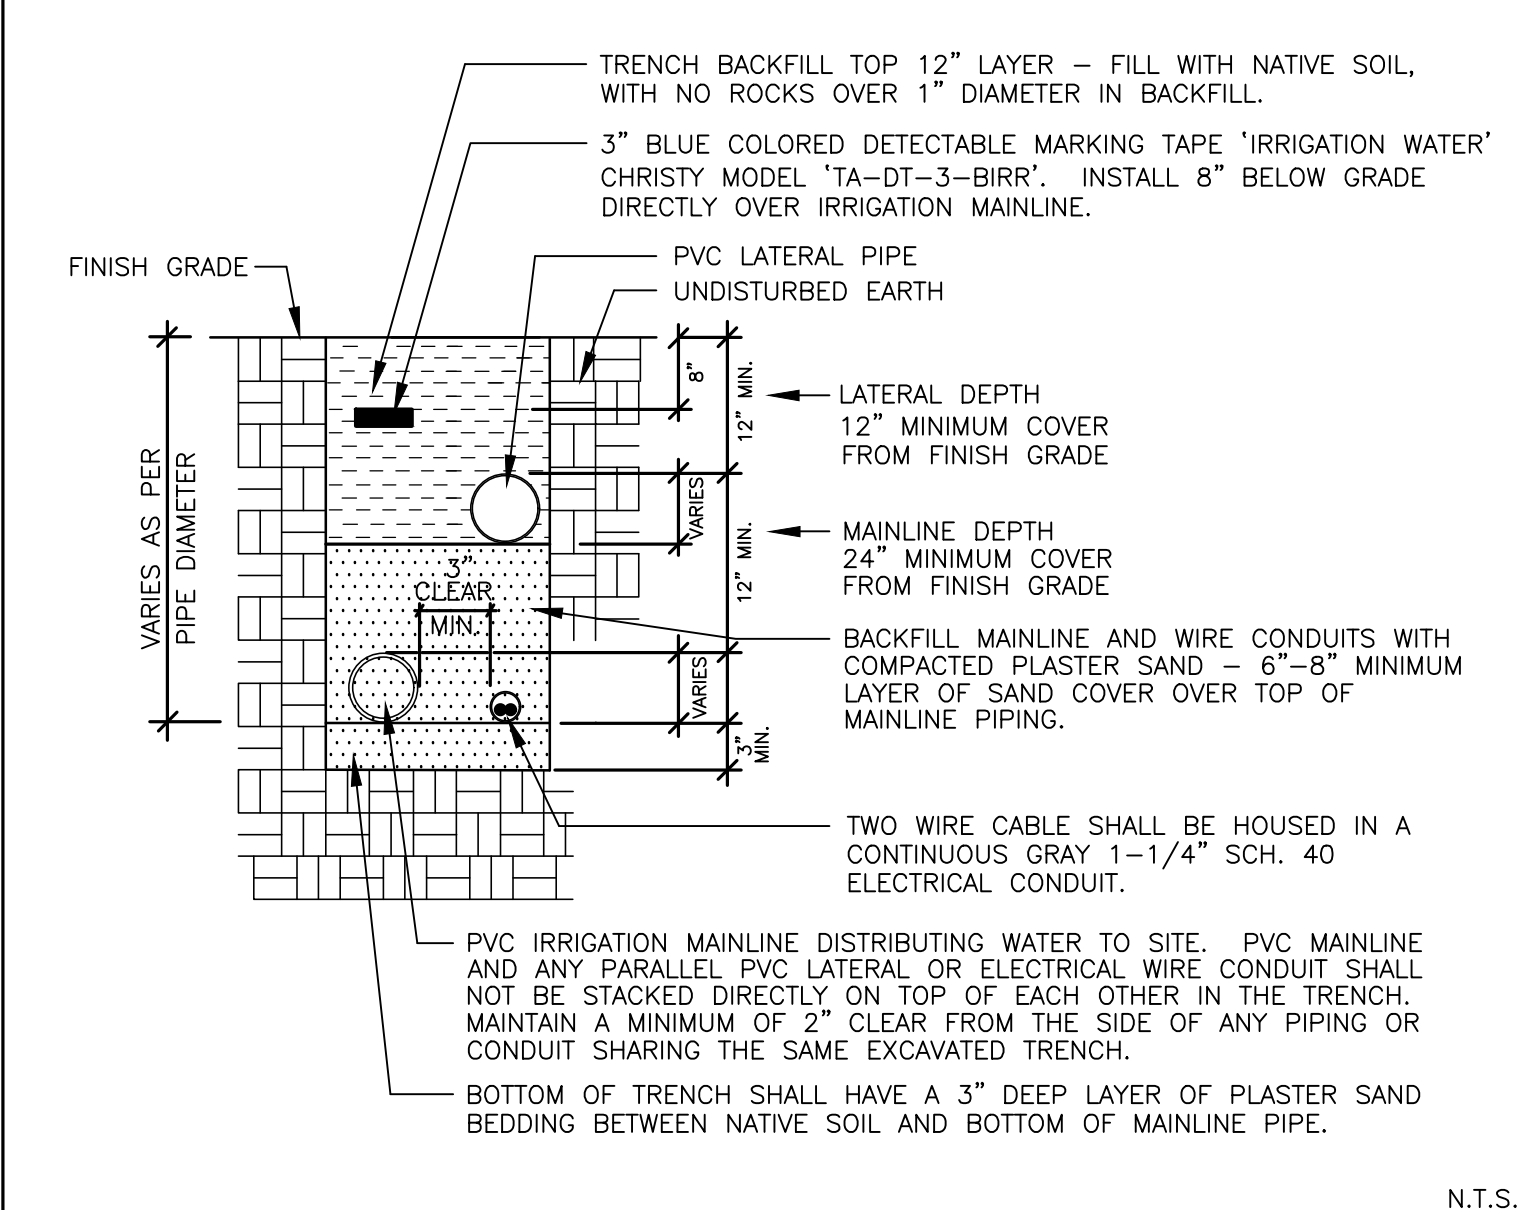 TRENCH BACKFILL TOP 12” LAYER – FILL WITH NATIVE SOIL,
WITH NO ROCKS OVER 1” DIAMETER IN BACKFILL.
3” BLUE COLORED DETECTABLE MARKING TAPE ‘IRRIGATION WATER’
CHRISTY MODEL ‘TA–DT–3–BIRR’. INSTALL 8” BELOW GRADE
DIRECTLY OVER IRRIGATION MAINLINE.
PVC LATERAL PIPE
FINISH GRADE
UNDISTURBED EARTH
8”
12” MIN.
LATERAL DEPTH
12” MINIMUM COVER
FROM FINISH GRADE
VARIES AS PER
PIPE DIAMETER
VARIES
12” MIN.
MAINLINE DEPTH
24” MINIMUM COVER
FROM FINISH GRADE
3”
CLEAR
MIN.
BACKFILL MAINLINE AND WIRE CONDUITS WITH
COMPACTED PLASTER SAND – 6”–8” MINIMUM
LAYER OF SAND COVER OVER TOP OF
MAINLINE PIPING.
VARIES
3”
MIN.
TWO WIRE CABLE SHALL BE HOUSED IN A
CONTINUOUS GRAY 1–1/4” SCH. 40
ELECTRICAL CONDUIT.
PVC IRRIGATION MAINLINE DISTRIBUTING WATER TO SITE. PVC MAINLINE
AND ANY PARALLEL PVC LATERAL OR ELECTRICAL WIRE CONDUIT SHALL
NOT BE STACKED DIRECTLY ON TOP OF EACH OTHER IN THE TRENCH.
MAINTAIN A MINIMUM OF 2” CLEAR FROM THE SIDE OF ANY PIPING OR
CONDUIT SHARING THE SAME EXCAVATED TRENCH.
BOTTOM OF TRENCH SHALL HAVE A 3” DEEP LAYER OF PLASTER SAND
BEDDING BETWEEN NATIVE SOIL AND BOTTOM OF MAINLINE PIPE.
N.T.S.